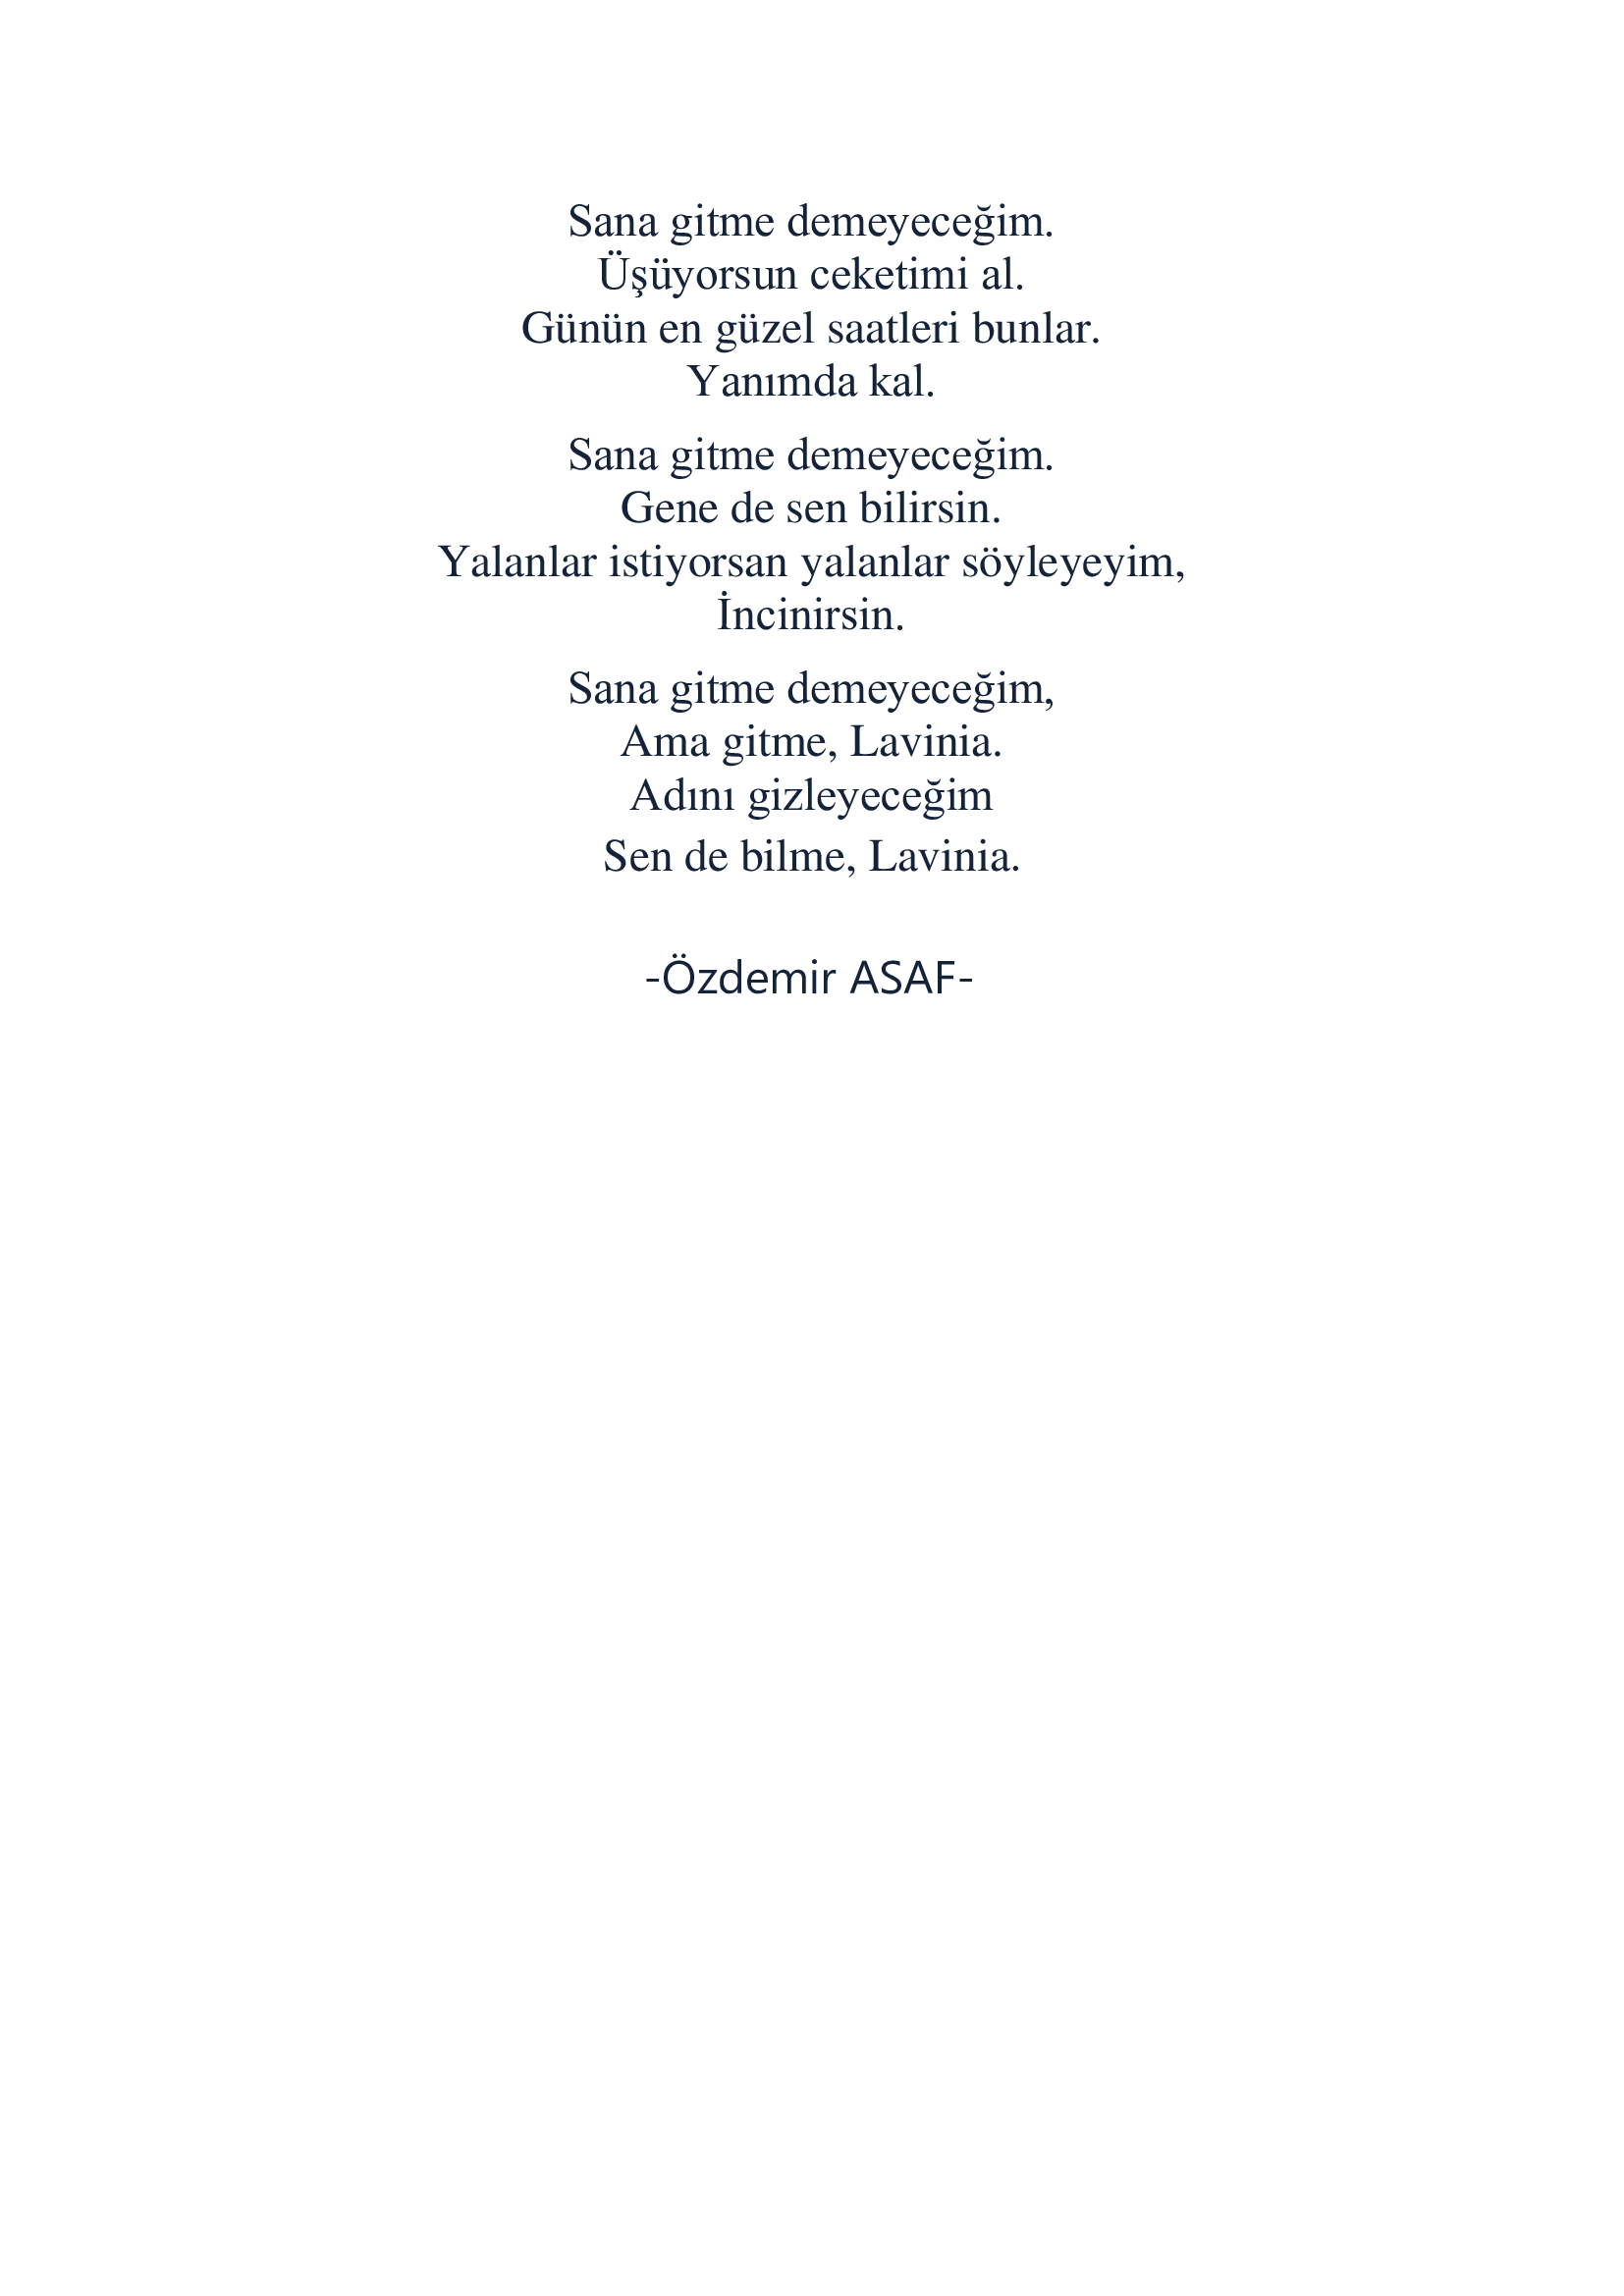 Sana gitme demeyeceğim.
Üşüyorsun ceketimi al.
Günün en güzel saatleri bunlar.
Yanımda kal.
Sana gitme demeyeceğim.
Gene de sen bilirsin.
Yalanlar istiyorsan yalanlar söyleyeyim,
İncinirsin.
Sana gitme demeyeceğim,
Ama gitme, Lavinia.
Adını gizleyeceğim
Sen de bilme, Lavinia.
-Özdemir ASAF-